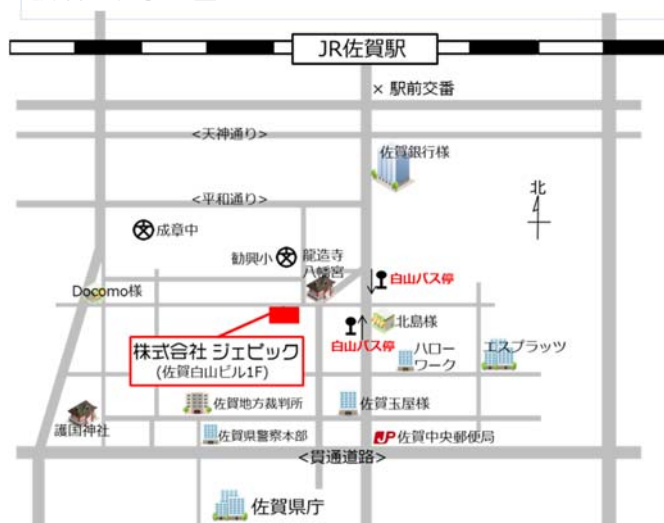 JR佐賀駅
× 駅前交番
<天神通り>
佐賀銀行様
<平和通り>
北
成章中
勧興小
龍造寺
八幡宮
白山バス停
Docomo様
北島様
白山バス停
株式会社 ジェピック
(佐賀白山ビル1F)
ハロー
ワーク
エスプラッツ
佐賀地方裁判所
佐賀玉屋様
護国神社
佐賀県警察本部
JP 佐賀中央郵便局
<貫通道路>
佐賀県庁